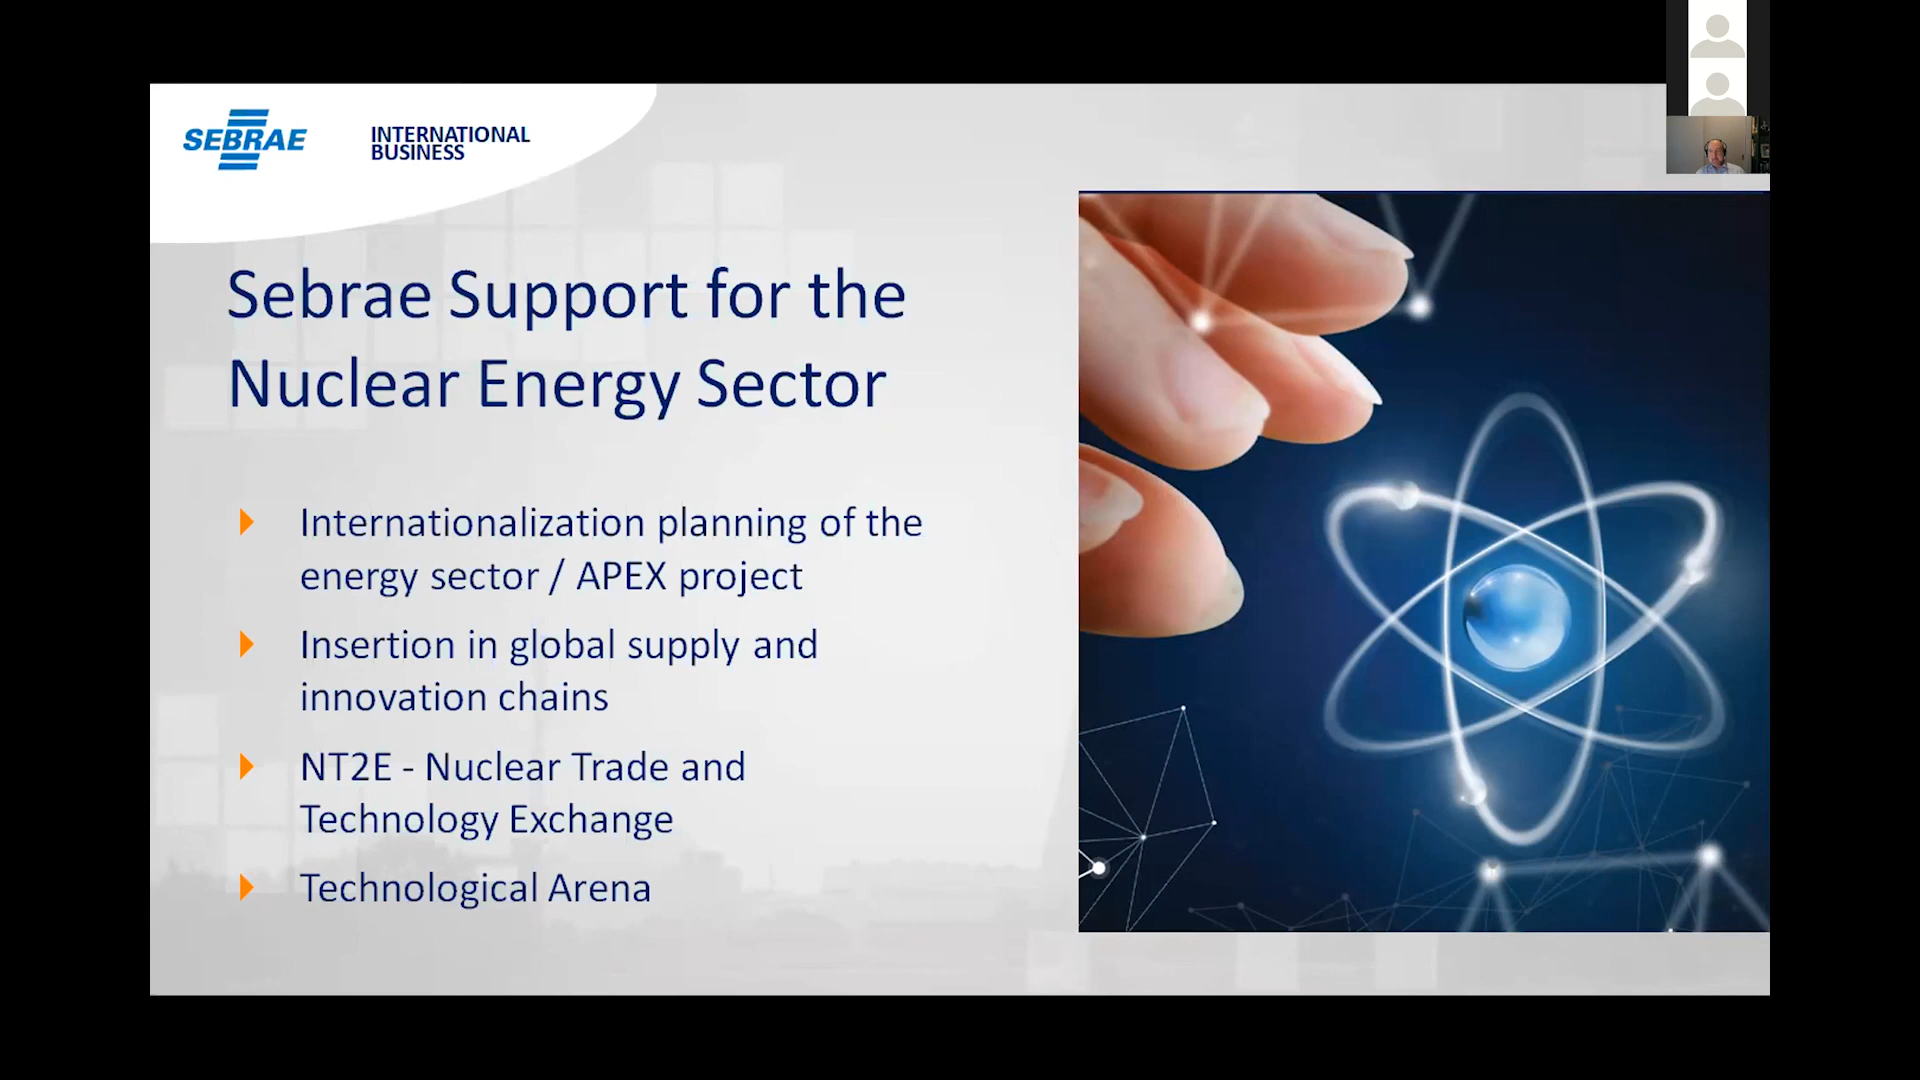 SEBRAE
INTERNATIONAL
BUSINESS
Sebrae Support for the
Nuclear Energy Sector
Internationalization planning of the
energy sector / APEX project
Insertion in global supply and
innovation chains
NT2E - Nuclear Trade and
Technology Exchange
Technological Arena